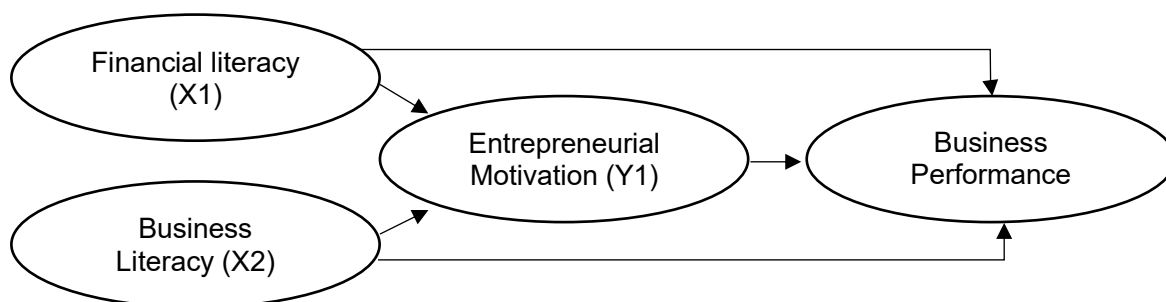 Financial literacy
(X1)
Entrepreneurial
Motivation (Y1)
Business
Performance
Business
Literacy (X2)